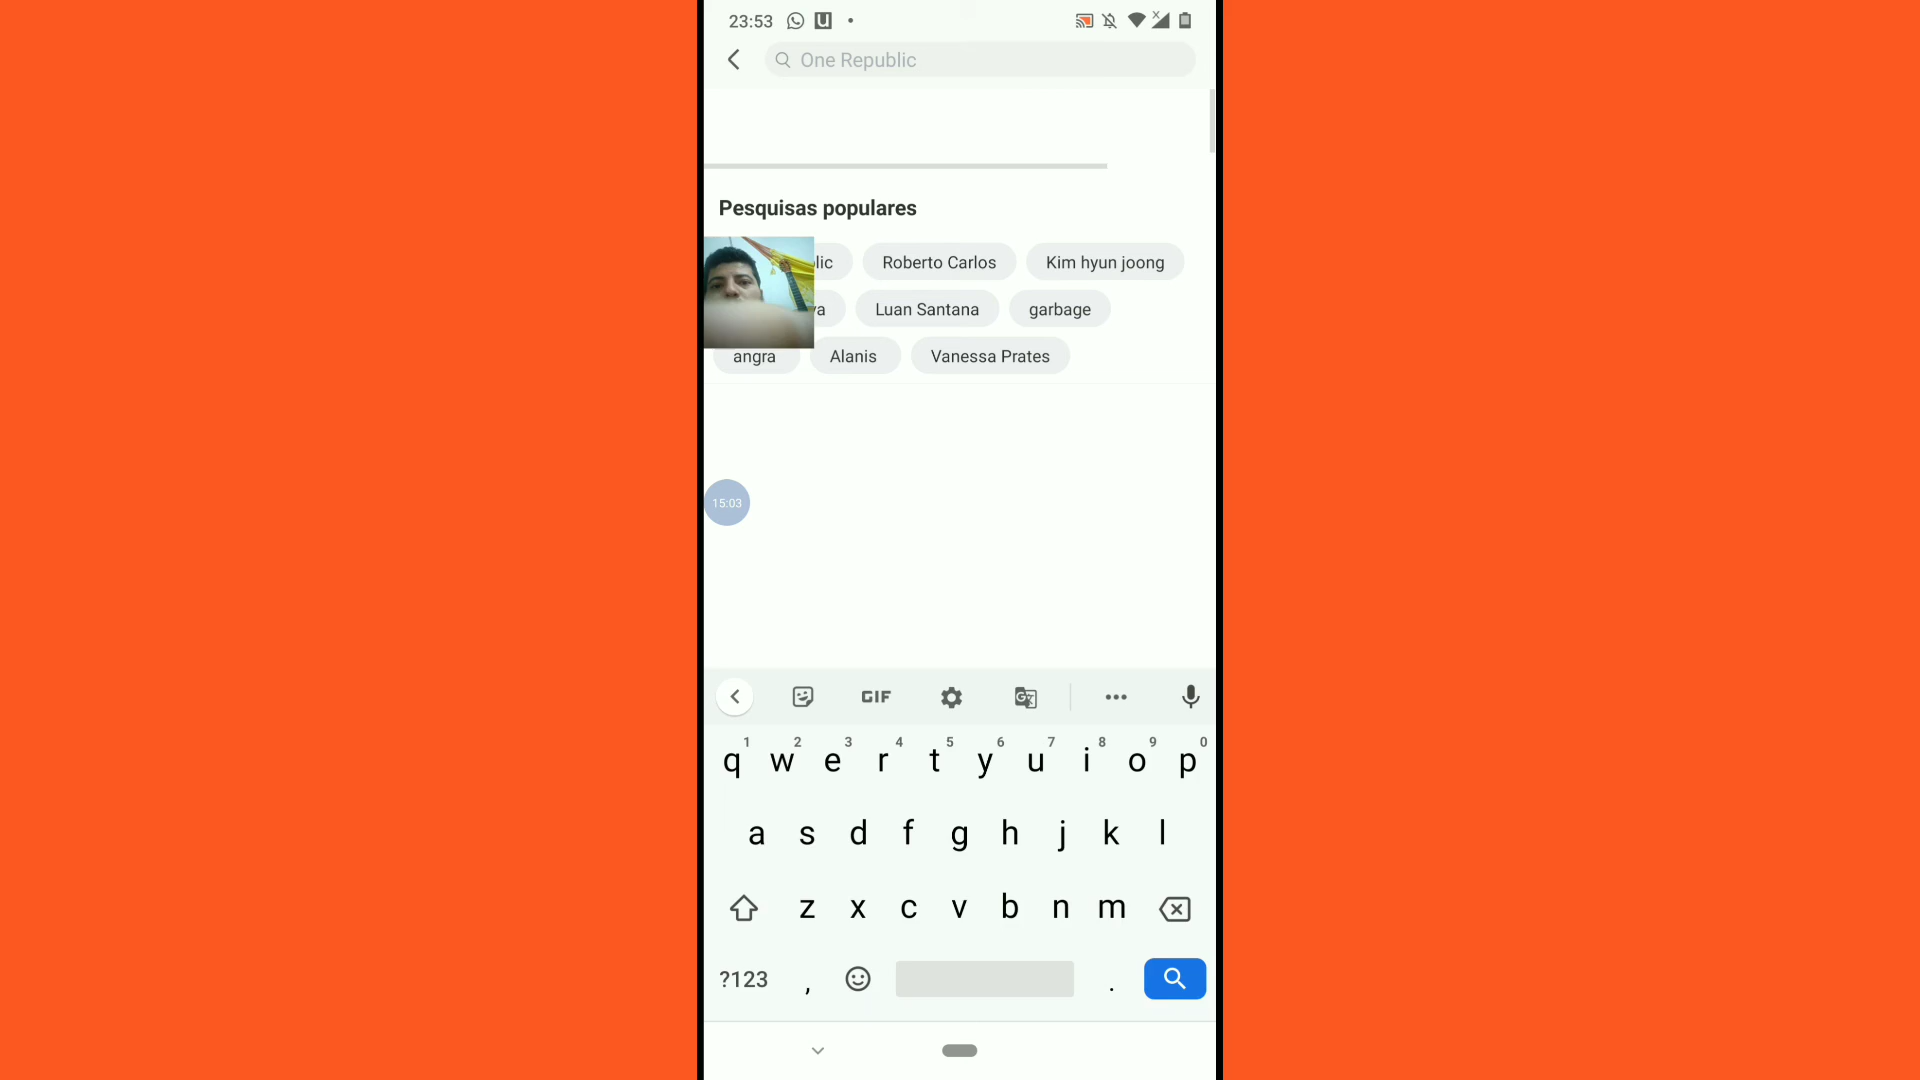 23:53
One Republic
Pesquisas populares
lic Roberto Carlos Kim hyun joong
va Luan Santana garbage
angra Alanis Vanessa Prates
15:03
GIF
1 2 3 4 5 6 7 8 9 0
q w e r t y u i o p
a s d f g h j k l
z x c v b n m
?123 , .